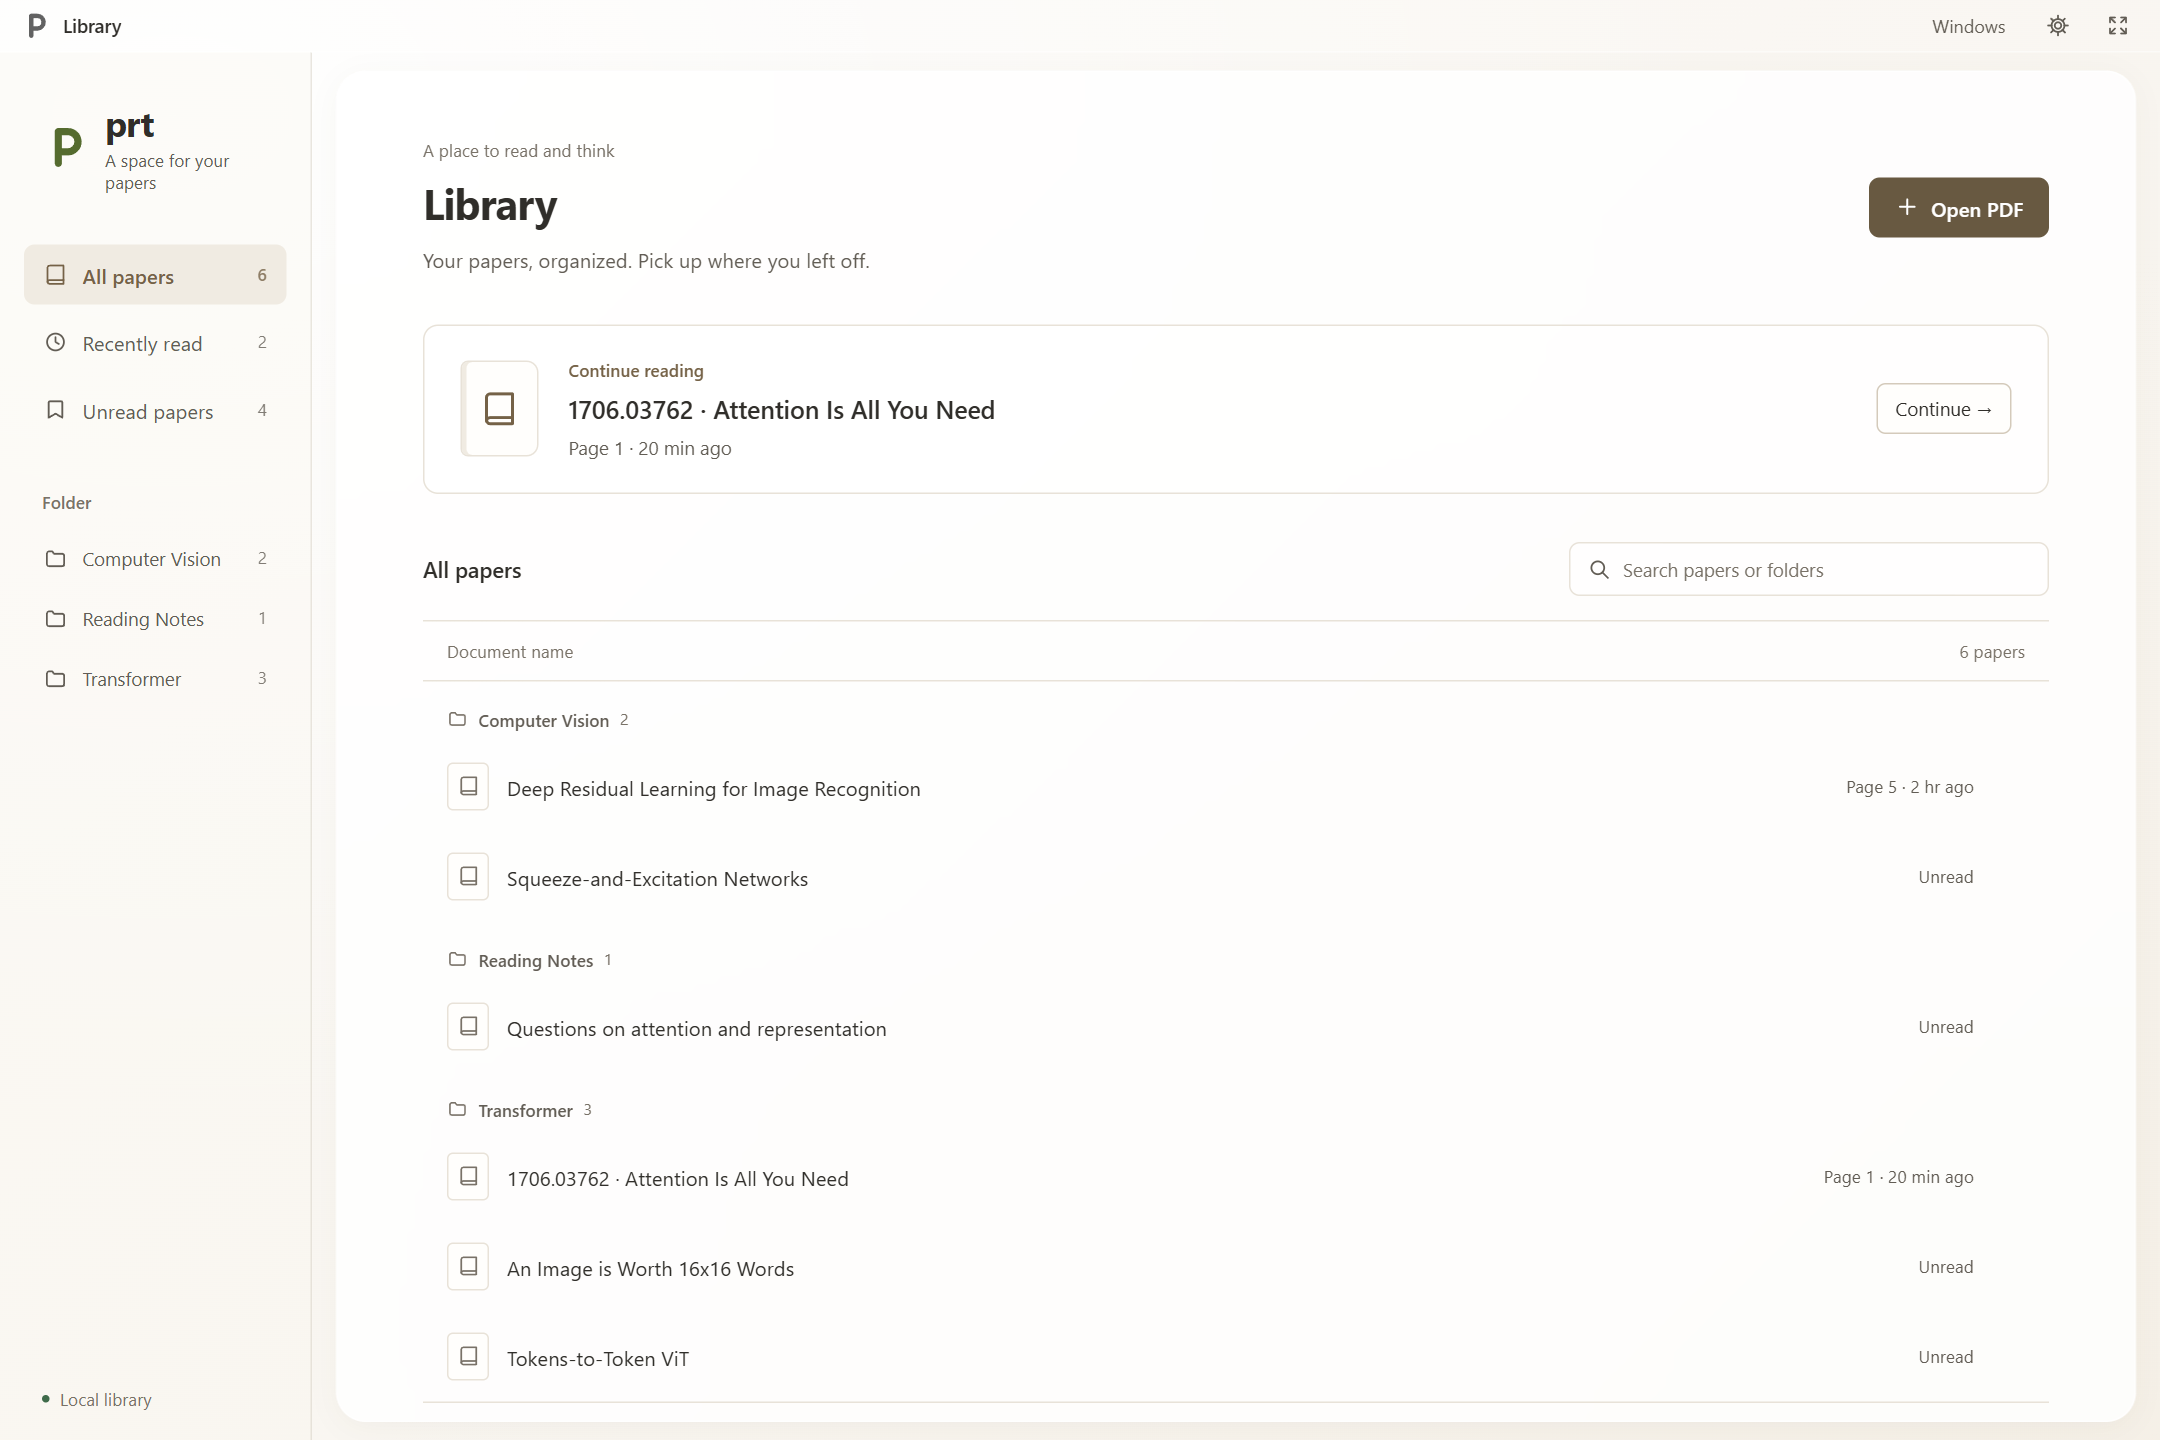 P Library
Windows
P
prt
A space for your
papers
All papers 6
Recently read 2
Unread papers 4
Folder
Computer Vision 2
Reading Notes 1
Transformer 3
Local library
A place to read and think
Library
Your papers, organized. Pick up where you left off.
+ Open PDF
Continue reading
1706.03762 · Attention Is All You Need
Page 1 · 20 min ago
Continue →
All papers
Search papers or folders
Document name 6 papers
Computer Vision 2
Deep Residual Learning for Image Recognition Page 5 · 2 hr ago
Squeeze-and-Excitation Networks Unread
Reading Notes 1
Questions on attention and representation Unread
Transformer 3
1706.03762 · Attention Is All You Need Page 1 · 20 min ago
An Image is Worth 16x16 Words Unread
Tokens-to-Token ViT Unread